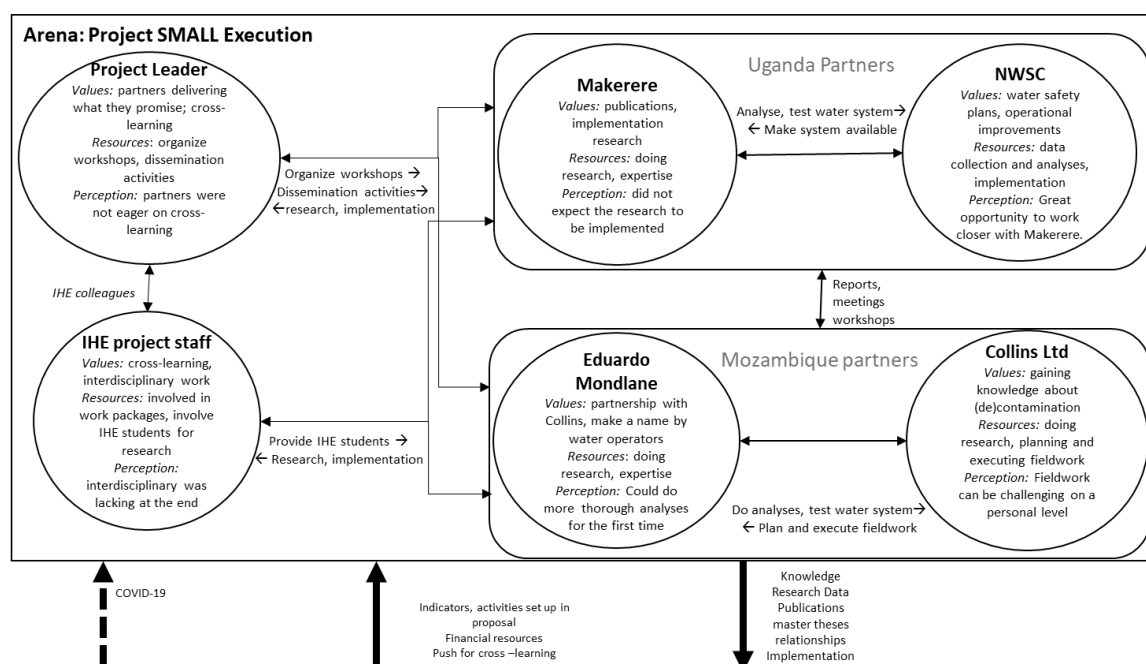 Arena: Project SMALL Execution
Project Leader
Values: partners delivering
what they promise; cross-
learning
Resources: organize
workshops, dissemination
activities
Perception: partners were
not eager on cross-
learning
IHE colleagues
IHE project staff
Values: cross-learning,
interdisciplinary work
Resources: involved in
work packages, involve
IHE students for
research
Perception:
interdisciplinary was
lacking at the end
Organize workshops →
Dissemination activities→
←research, implementation
Provide IHE students →
← Research, implementation
Uganda Partners
Makerere
Values: publications,
implementation
research
Resources: doing
research, expertise
Perception: did not
expect the research to
be implemented
Analyse, test water system→
← Make system available
NWSC
Values: water safety
plans, operational
improvements
Resources: data
collection and analyses,
implementation
Perception: Great
opportunity to work
closer with Makerere.
Reports,
meetings
workshops
Mozambique partners
Eduardo
Mondlane
Values: partnership with
Collins, make a name by
water operators
Resources: doing
research, expertise
Perception: Could do
more thorough analyses
for the first time
Do analyses, test water system→
← Plan and execute fieldwork
Collins Ltd
Values: gaining
knowledge about
(de)contamination
Resources: doing
research, planning and
executing fieldwork
Perception: Fieldwork
can be challenging on a
personal level
COVID-19
Indicators, activities set up in
proposal
Financial resources
Push for cross –learning
Knowledge
Research Data
Publications
master theses
relationships
Implementation